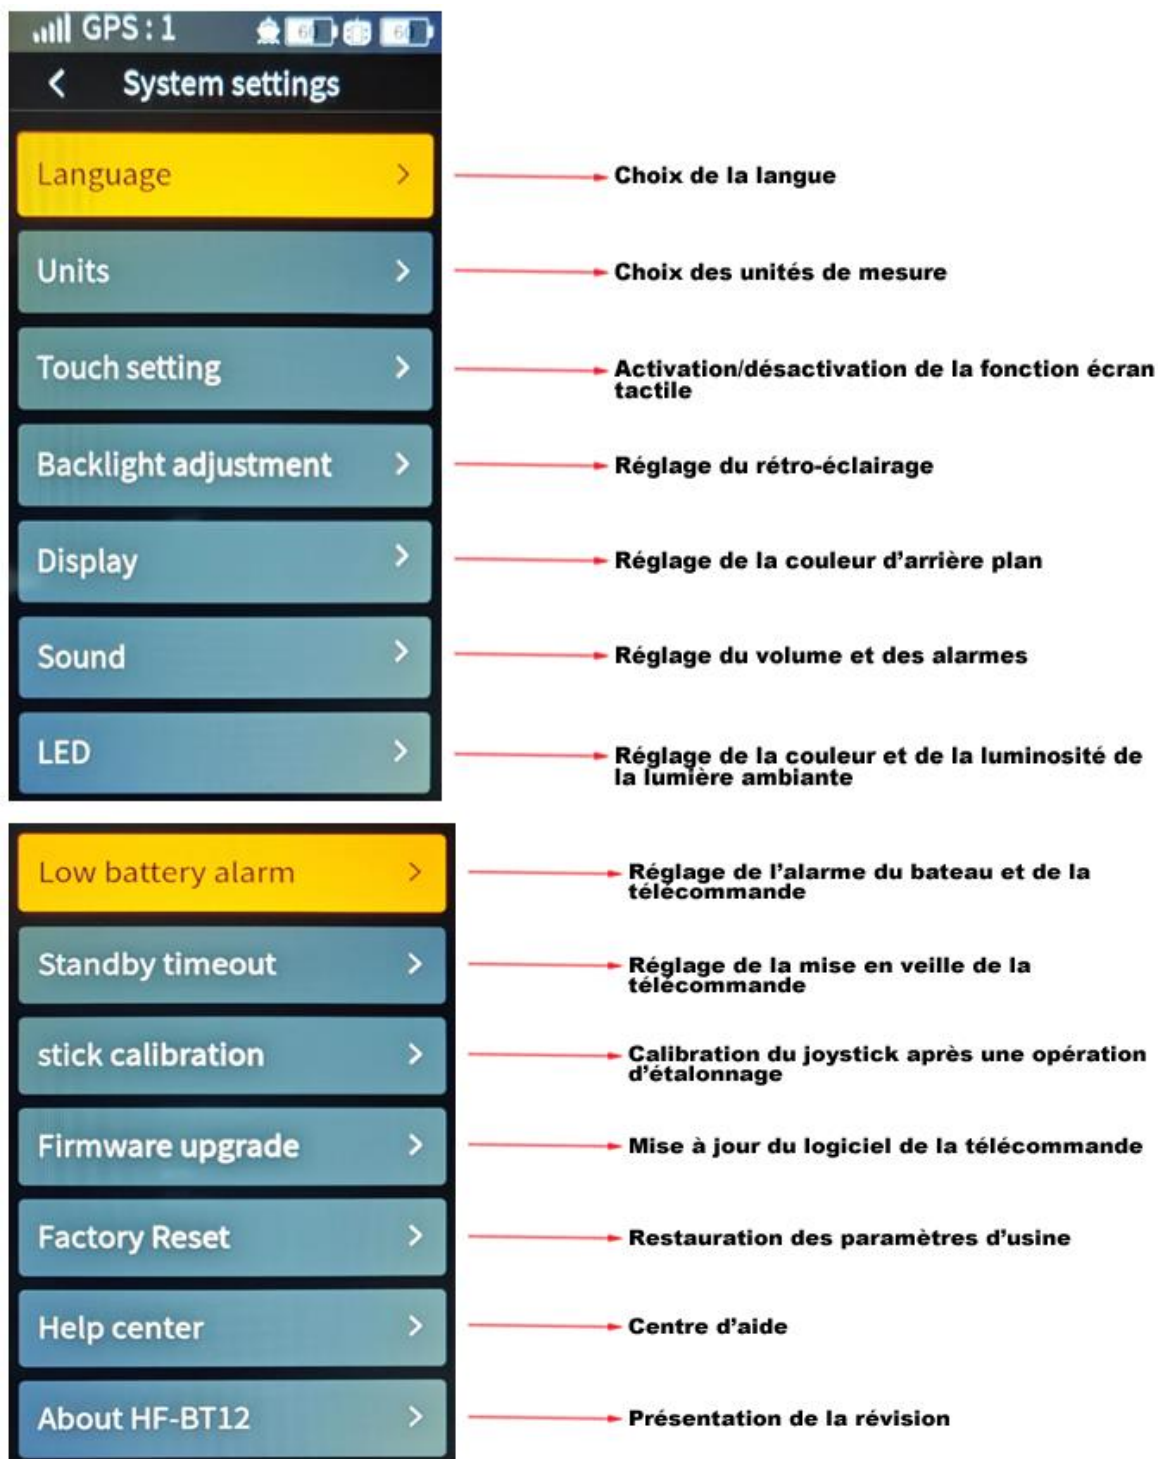 GPS : 1 60 60
System settings
Language
Choix de la langue
Units
Choix des unités de mesure
Touch setting
Activation/désactivation de la fonction écran
tactile
Backlight adjustment
Réglage du rétro-éclairage
Display
Réglage de la couleur d’arrière plan
Sound
Réglage du volume et des alarmes
LED
Réglage de la couleur et de la luminosité de
la lumière ambiante
Low battery alarm
Réglage de l’alarme du bateau et de la
télécommande
Standby timeout
Réglage de la mise en veille de la
télécommande
stick calibration
Calibration du joystick après une opération
d’étalonnage
Firmware upgrade
Mise à jour du logiciel de la télécommande
Factory Reset
Restauration des paramètres d’usine
Help center
Centre d’aide
About HF-BT12
Présentation de la révision